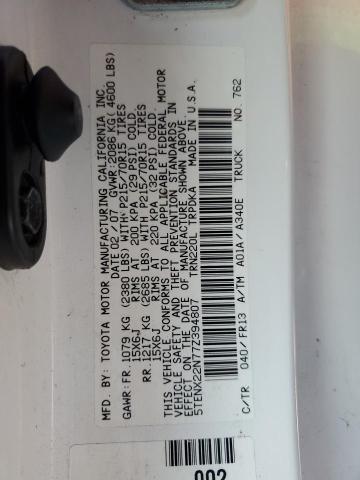 MFD. BY: TOYOTA MOTOR MANUFACTURING CALIFORNIA INC.
DATE 02 / 07 GVWR: 2086 KG( 4600 LBS)
GAWR: FR. 1079 KG (2380 LBS) WITH P215/70R15 TIRES
15X6J RIMS AT 200 KPA (29 PSI) COLD
RR. 1217 KG (2685 LBS) WITH P215/70R15 TIRES
15X6J RIMS AT 220 KPA (32 PSI) COLD
THIS VEHICLE CONFORMS TO ALL APPLICABLE FEDERAL MOTOR
VEHICLE SAFETY AND THEFT PREVENTION STANDARDS IN
EFFECT ON THE DATE OF MANUFACTURE SHOWN ABOVE.
5TENX22N77Z394807 TRN220L TRPDKA MADE IN U.S.A.
C/TR 040/FR13 A/TM A01A/A340E TRUCK NO. 762
002